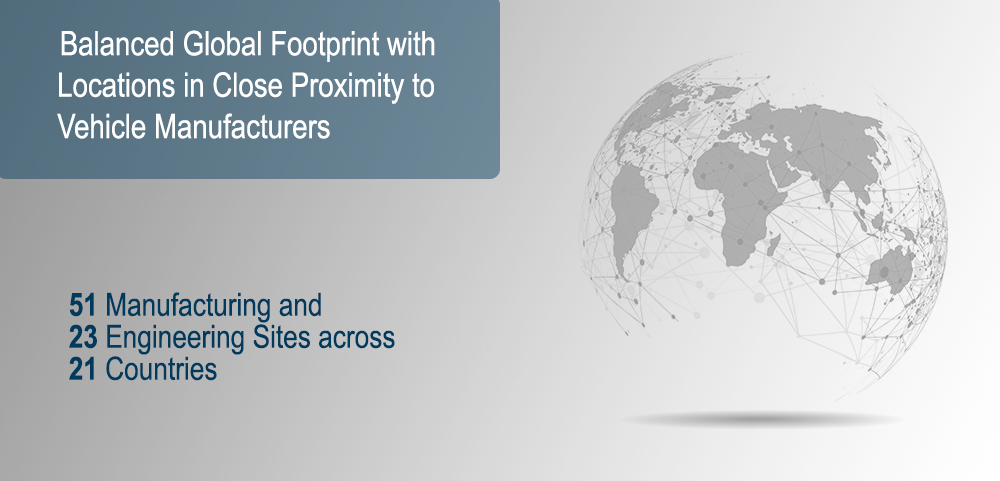 Balanced Global Footprint with
Locations in Close Proximity to
Vehicle Manufacturers
51 Manufacturing and
23 Engineering Sites across
21 Countries